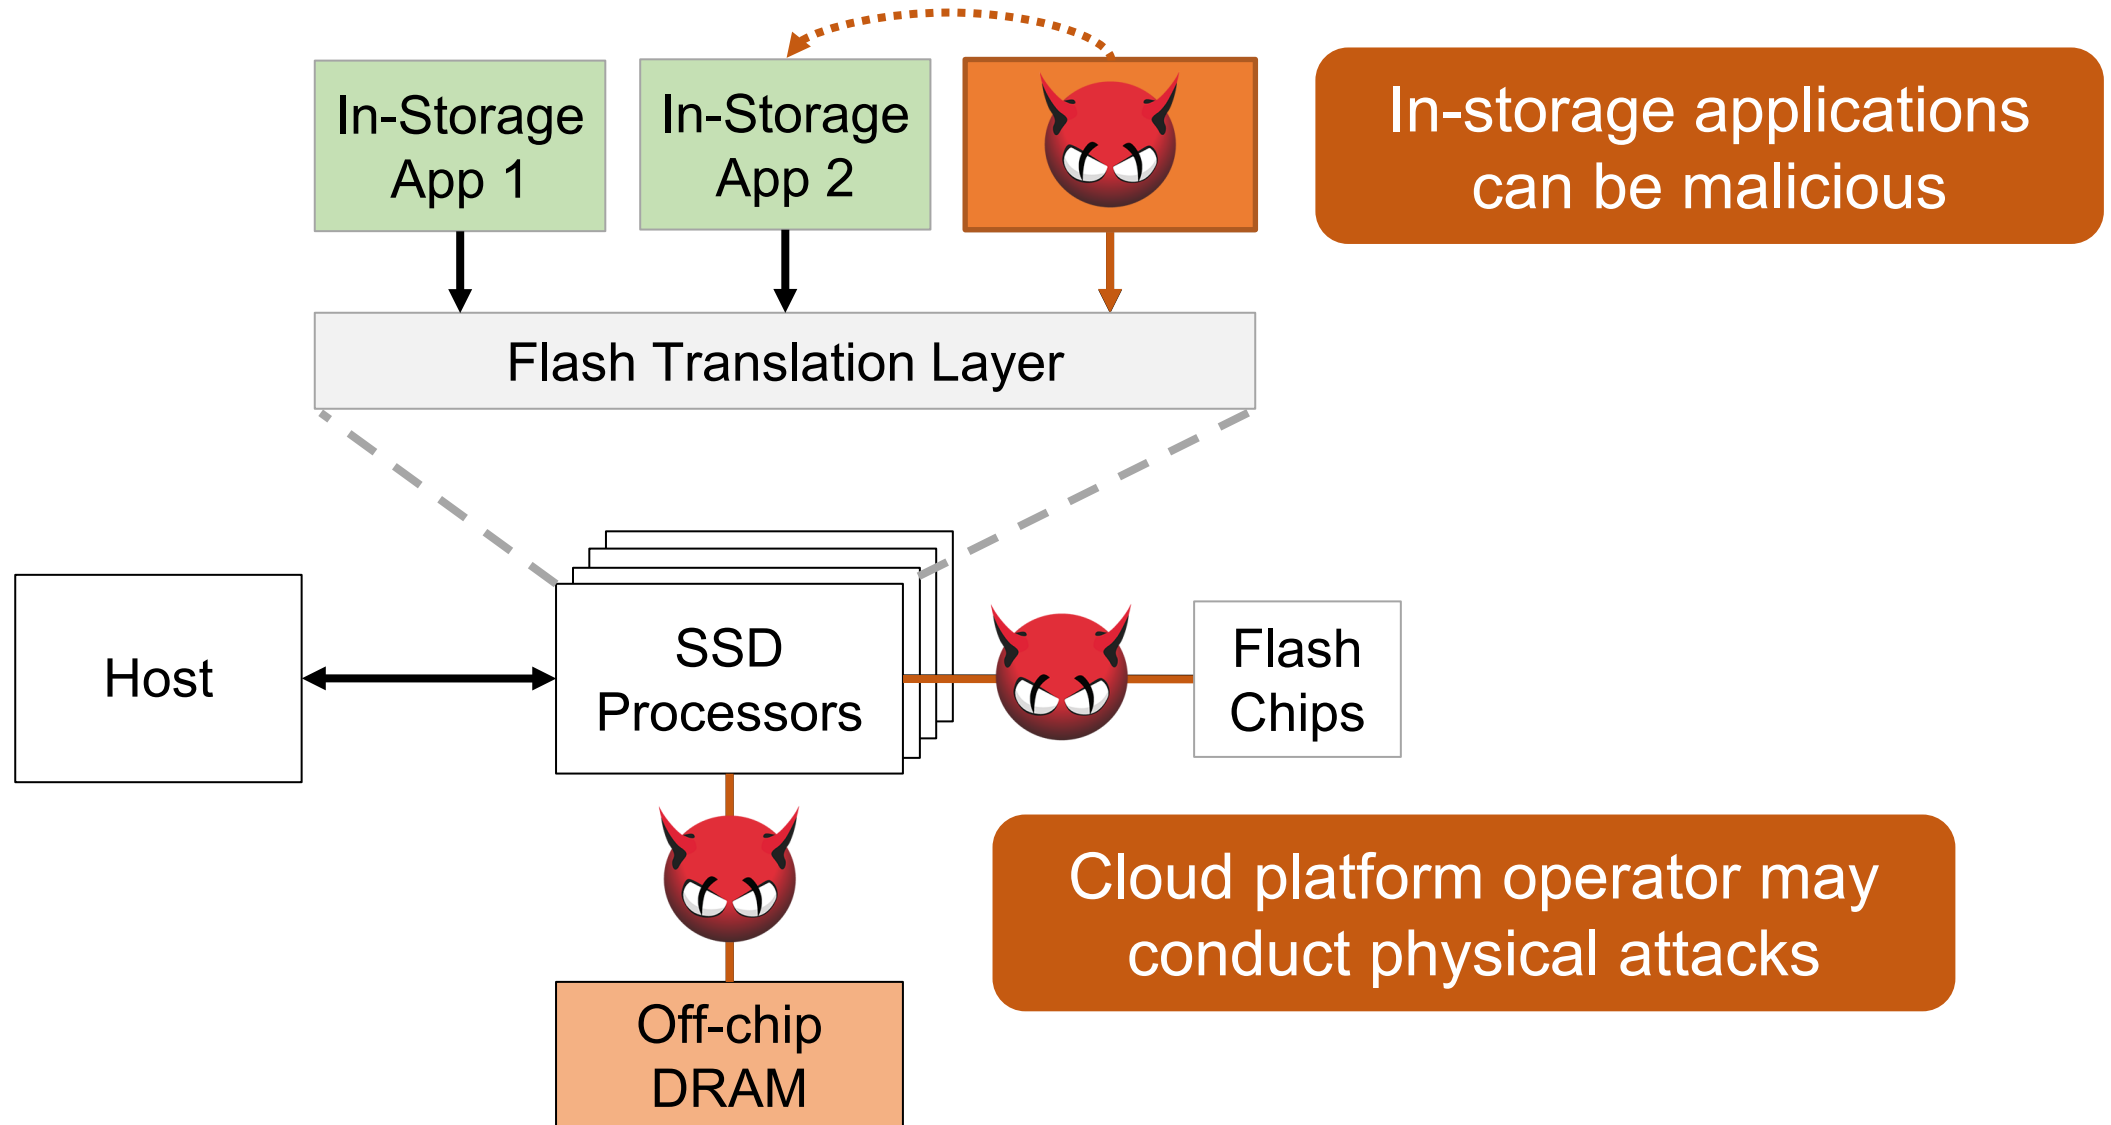 In-Storage
App 1
In-Storage
App 2
In-storage applications
can be malicious
Flash Translation Layer
Host
SSD
Processors
Flash
Chips
Cloud platform operator may
conduct physical attacks
Off-chip
DRAM